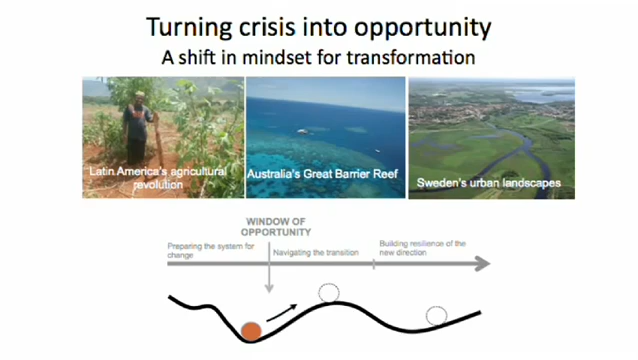 Turning crisis into opportunity
A shift in mindset for transformation
Latin America's agricultural
revolution
Australia's Great Barrier Reef
Sweden's urban landscapes
WINDOW OF
OPPORTUNITY
Preparing the system for
change
Navigating the transition
Building resilience of the
new direction